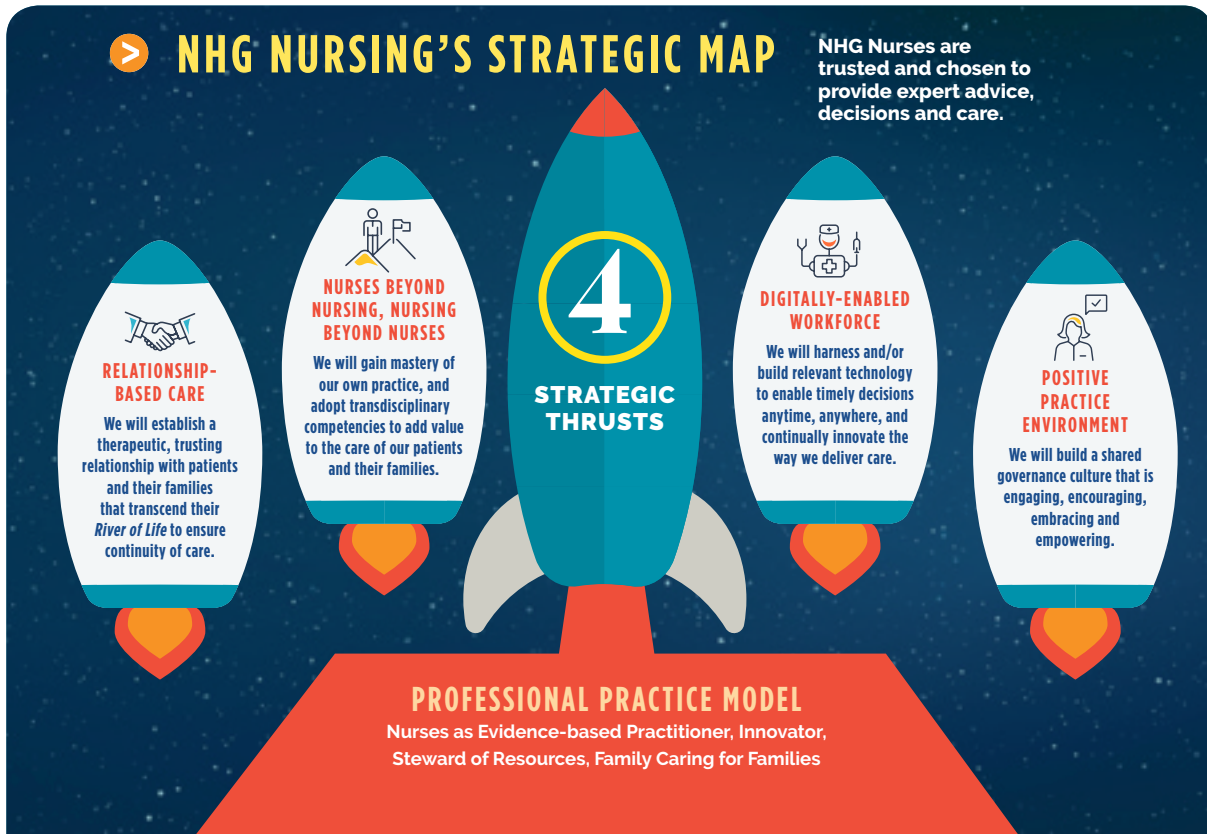 > NHG NURSING'S STRATEGIC MAP
NHG Nurses are
trusted and chosen to
provide expert advice,
decisions and care.
RELATIONSHIP-
BASED CARE
We will establish a
therapeutic, trusting
relationship with patients
and their families
that transcend their
River of Life to ensure
continuity of care.
NURSES BEYOND
NURSING, NURSING
BEYOND NURSES
We will gain mastery of
our own practice, and
adopt transdisciplinary
competencies to add value
to the care of our patients
and their families.
4
STRATEGIC
THRUSTS
DIGITALLY-ENABLED
WORKFORCE
We will harness and/or
build relevant technology
to enable timely decisions
anytime, anywhere, and
continually innovate the
way we deliver care.
POSITIVE
PRACTICE
ENVIRONMENT
We will build a shared
governance culture that is
engaging, encouraging,
embracing and
empowering.
PROFESSIONAL PRACTICE MODEL
Nurses as Evidence-based Practitioner, Innovator,
Steward of Resources, Family Caring for Families